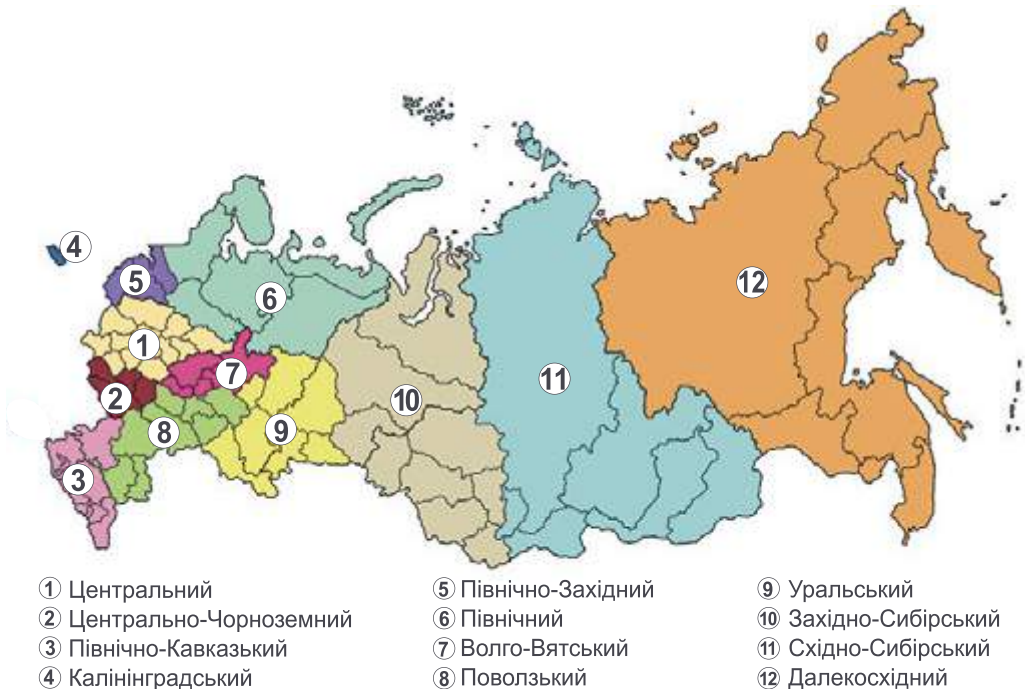 4
5
6
12
1
7
11
2
10
8
9
3
1 Центральний
2 Центрально-Чорноземний
3 Північно-Кавказький
4 Калінінградський
5 Північно-Західний
6 Північний
7 Волго-Вятський
8 Поволзький
9 Уральський
10 Західно-Сибірський
11 Східно-Сибірський
12 Далекосхідний